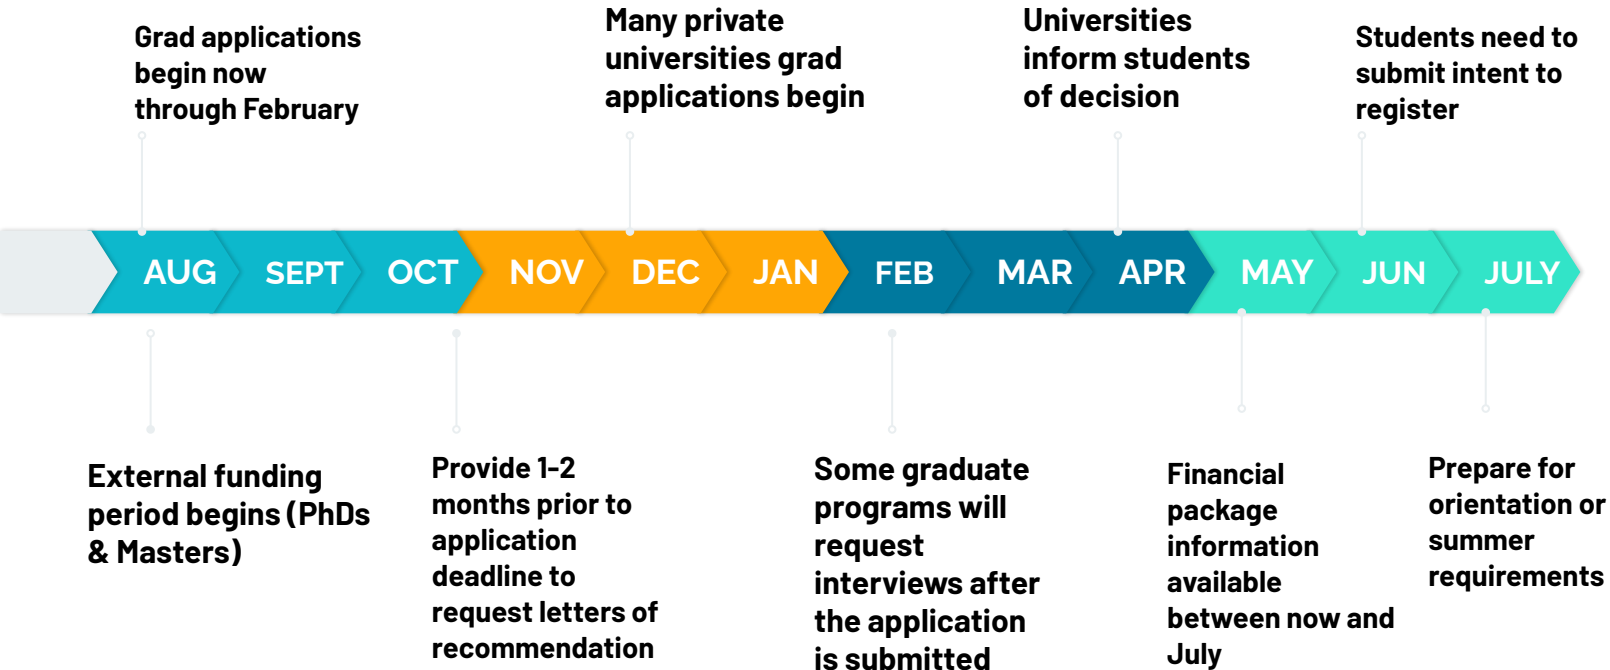 Grad applications
begin now
through February
Many private
universities grad
applications begin
Universities
inform students
of decision
Students need to
submit intent to
register
AUG
SEPT
OCT
NOV
DEC
JAN
FEB
MAR
APR
MAY
JUN
JULY
External funding
period begins (PhDs
& Masters)
Provide 1-2
months prior to
application
deadline to
request letters of
recommendation
Some graduate
programs will
request
interviews after
the application
is submitted
Financial
package
information
available
between now and
July
Prepare for
orientation or
summer
requirements